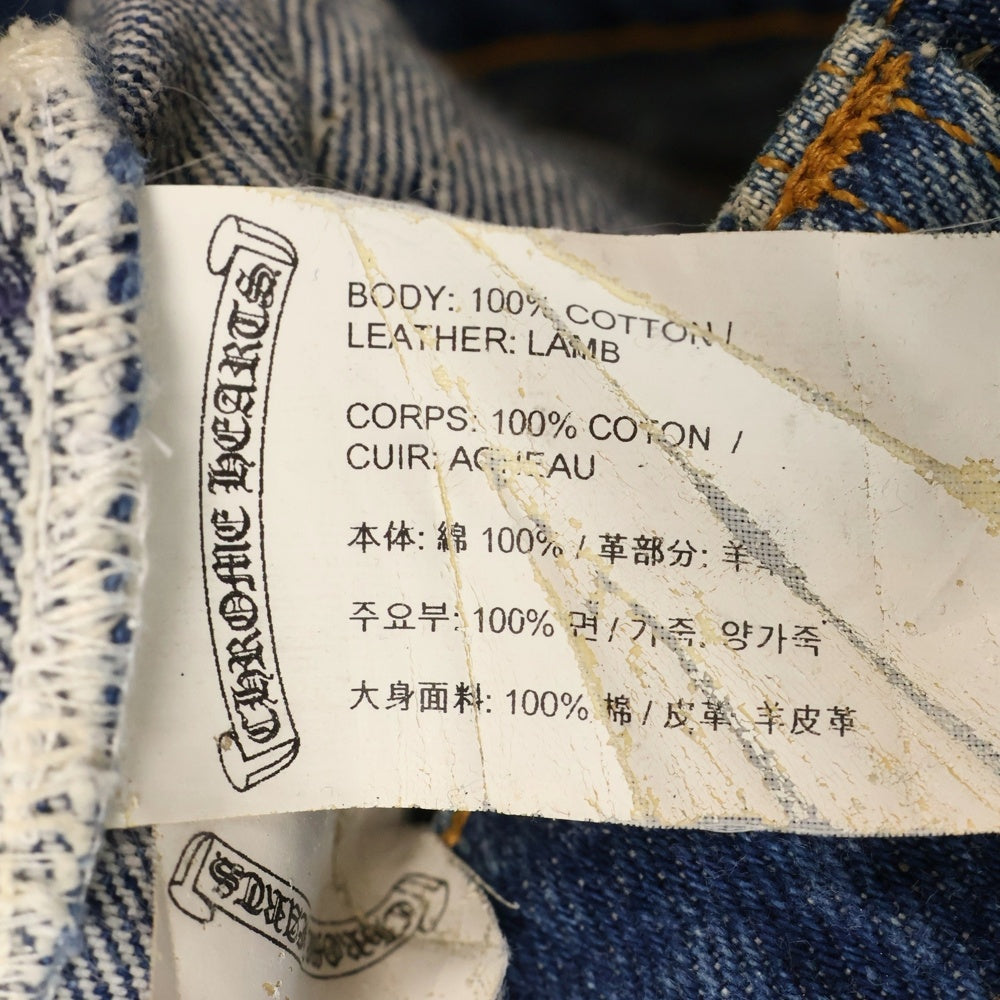 CHROME HEARTS
BODY: 100% COTTON /
LEATHER: LAMB
CORPS: 100% COTON /
CUIR: AGNEAU
本体: 綿 100% / 革部分: 羊
주요부: 100% 면 / 가죽: 양가죽
大身面料: 100% 棉 / 皮革: 羊皮革